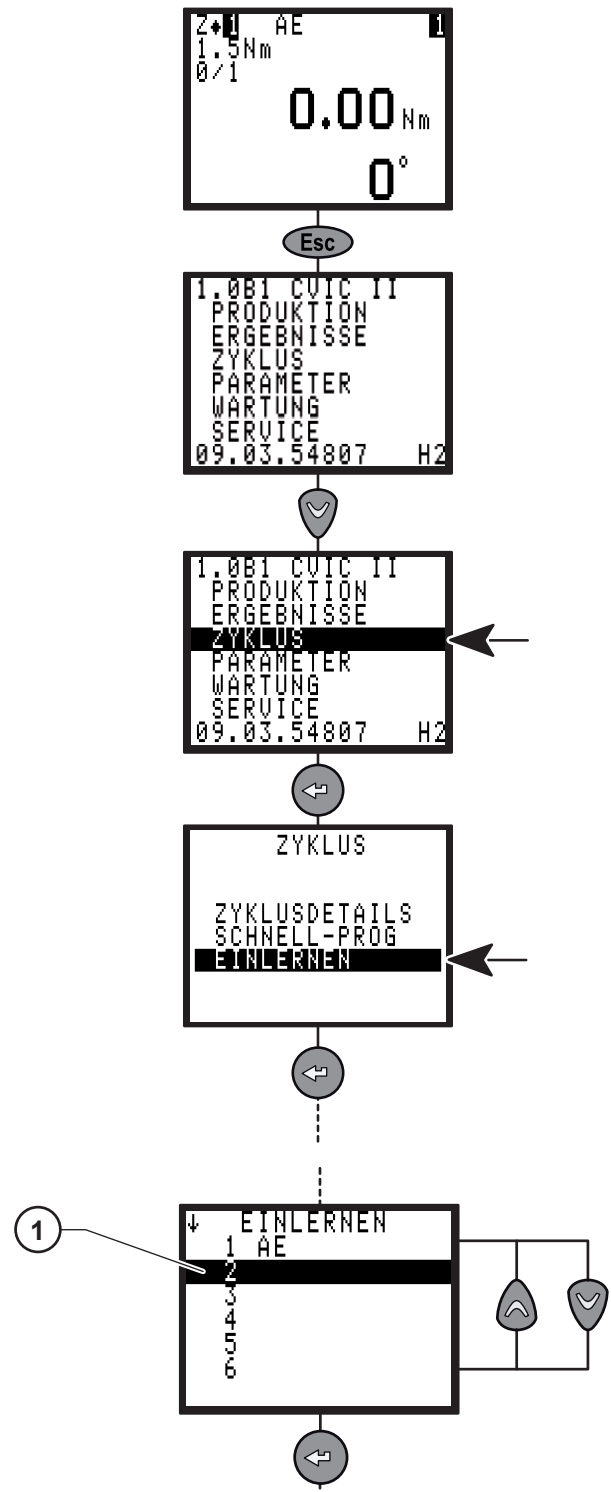 Z♦1 AE 1
1.5Nm
0/1
0.00 Nm
0°
Esc
1.0B1 CVIC II
PRODUKTION
ERGEBNISSE
ZYKLUS
PARAMETER
WARTUNG
SERVICE
09.03.54807 H2
1.0B1 CVIC II
PRODUKTION
ERGEBNISSE
ZYKLUS
PARAMETER
WARTUNG
SERVICE
09.03.54807 H2
ZYKLUS
ZYKLUSDETAILS
SCHNELL-PROG
EINLERNEN
1
↓ EINLERNEN
1 AE
2
3
4
5
6